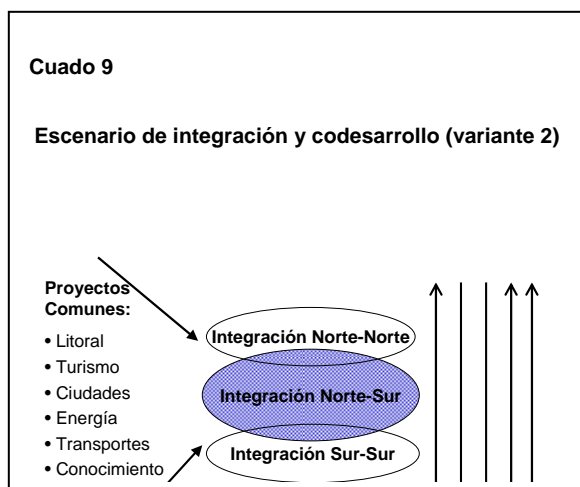 Cuado 9
Escenario de integración y codesarrollo (variante 2)
Proyectos
Comunes:
• Litoral
• Turismo
• Ciudades
• Energía
• Transportes
• Conocimiento
Integración Norte-Norte
Integración Norte-Sur
Integración Sur-Sur